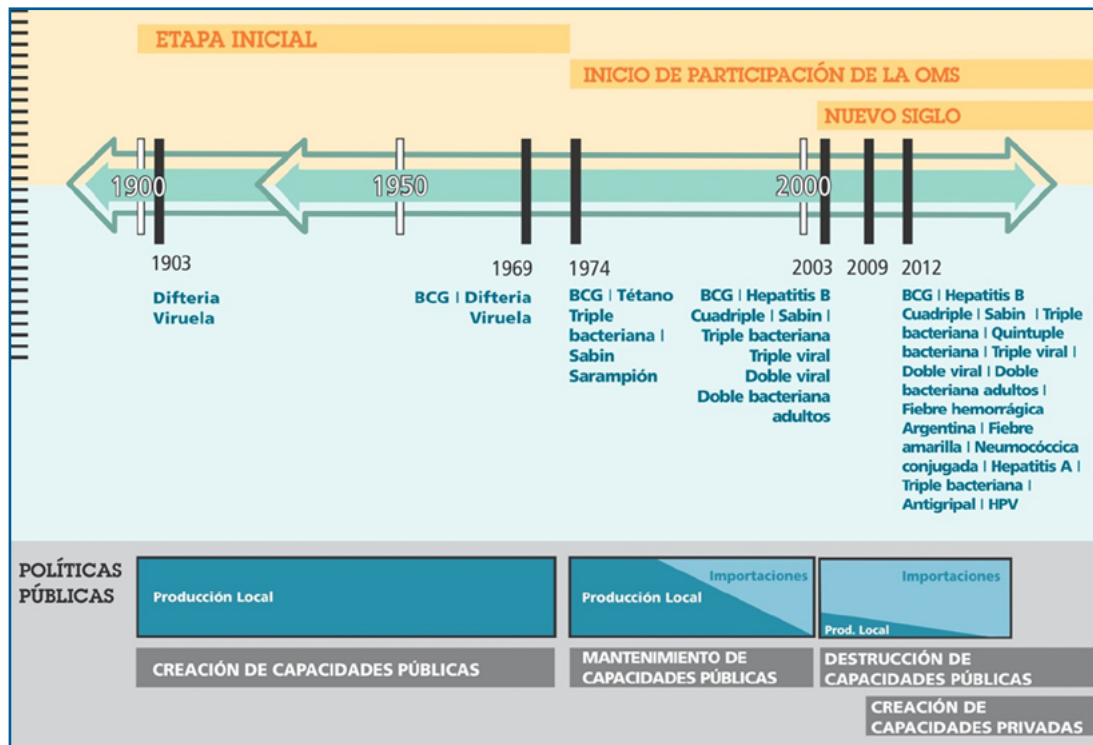 ETAPA INICIAL
INICIO DE PARTICIPACIÓN DE LA OMS
NUEVO SIGLO
1900
1950
2000
1903
1969
1974
2003
2009
2012
Difteria
Viruela
BCG | Difteria
Viruela
BCG | Tétano
Triple
bacteriana |
Sabin
Sarampión
BCG | Hepatitis B
Cuadriple | Sabin |
Triple bacteriana
Triple viral
Doble viral
Doble bacteriana
adultos
BCG | Hepatitis B
Cuadriple | Sabin | Triple
bacteriana | Quintuple
bacteriana | Triple viral |
Doble viral | Doble
bacteriana adultos |
Fiebre hemorrágica
Argentina | Fiebre
amarilla | Neumocóccica
conjugada | Hepatitis A |
Triple bacteriana |
Antigripal | HPV
POLÍTICAS
PÚBLICAS
Producción Local
Producción Local
Importaciones
Importaciones
Prod. Local
CREACIÓN DE CAPACIDADES PÚBLICAS
MANTENIMIENTO DE
CAPACIDADES PÚBLICAS
DESTRUCCIÓN DE
CAPACIDADES PÚBLICAS
CREACIÓN DE
CAPACIDADES PRIVADAS